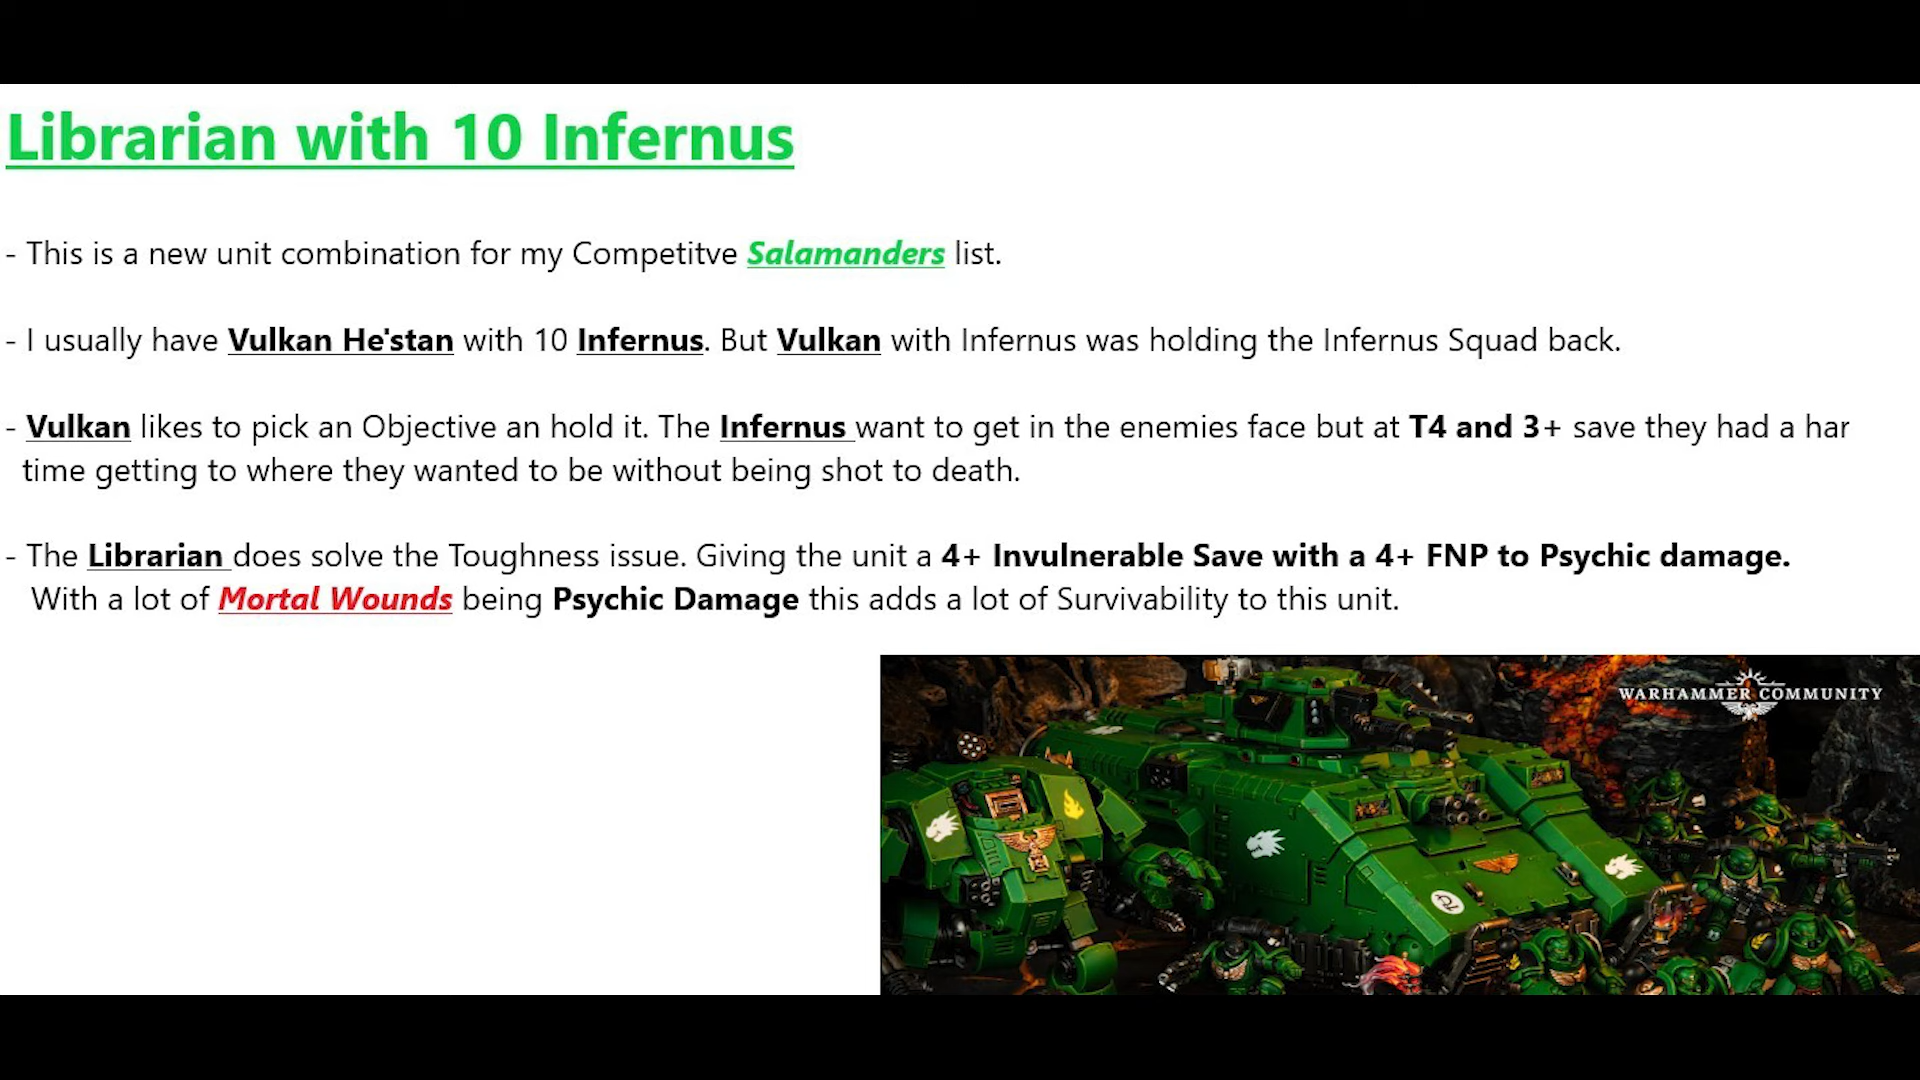 Librarian with 10 Infernus
- This is a new unit combination for my Competitve Salamanders list.
- I usually have Vulkan He'stan with 10 Infernus. But Vulkan with Infernus was holding the Infernus Squad back.
- Vulkan likes to pick an Objective an hold it. The Infernus want to get in the enemies face but at T4 and 3+ save they had a har
time getting to where they wanted to be without being shot to death.
- The Librarian does solve the Toughness issue. Giving the unit a 4+ Invulnerable Save with a 4+ FNP to Psychic damage.
With a lot of Mortal Wounds being Psychic Damage this adds a lot of Survivability to this unit.
WARHAMMER COMMUNITY